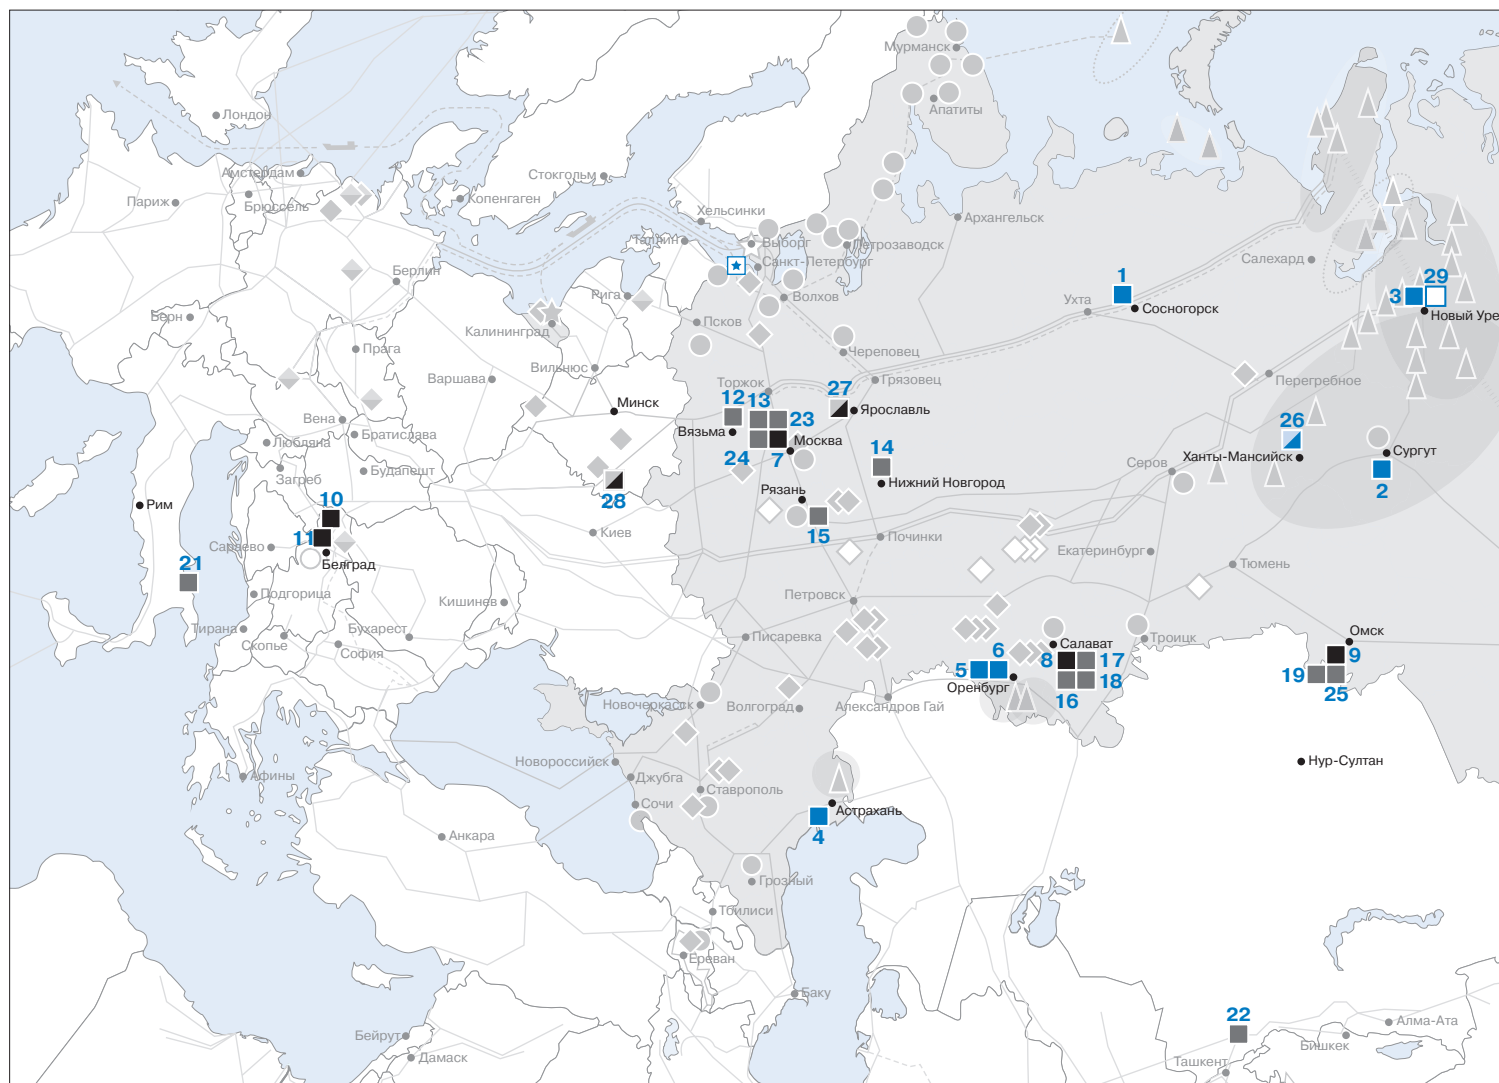 Мурманск
Апатиты
Лондон
Амстердам
Стокгольм
Париж
Брюссель
Копенгаген
Хельсинки
Архангельск
Таллин
Выборг
Петрозаводск
Санкт-Петербург
Салехард
Берлин
1
29
3
Рига
Волхов
Ухта
Сосногорск
Новый Уре
Берн
Калининград
Псков
Прага
Череповец
Вильнюс
Варшава
Торжок
Грязовец
Перегребное
12
13
23
27
Минск
Ярославль
26
Вена
Вязьма
Москва
Любляна
Братислава
24
7
14
Ханты-Мансийск
Сургут
Загреб
Будапешт
Серов
2
Нижний Новгород
Рим
10
28
Рязань
15
11
Киев
Починки
Сараево
Белград
Екатеринбург
21
Тюмень
Подгорица
Кишинев
Петровск
Тирана
Скопье
Бухарест
София
Писаревка
Салават
Троицк
Омск
6
5
8
17
9
Оренбург
16
18
19
25
Новочеркасск
Волгоград
Александров Гай
Новороссийск
Нур-Султан
Афины
Джубга
Ставрополь
Сочи
Астрахань
4
Анкара
Грозный
Тбилиси
Ереван
Баку
22
Алма-Ата
Бейрут
Бишкек
Дамаск
Ташкент